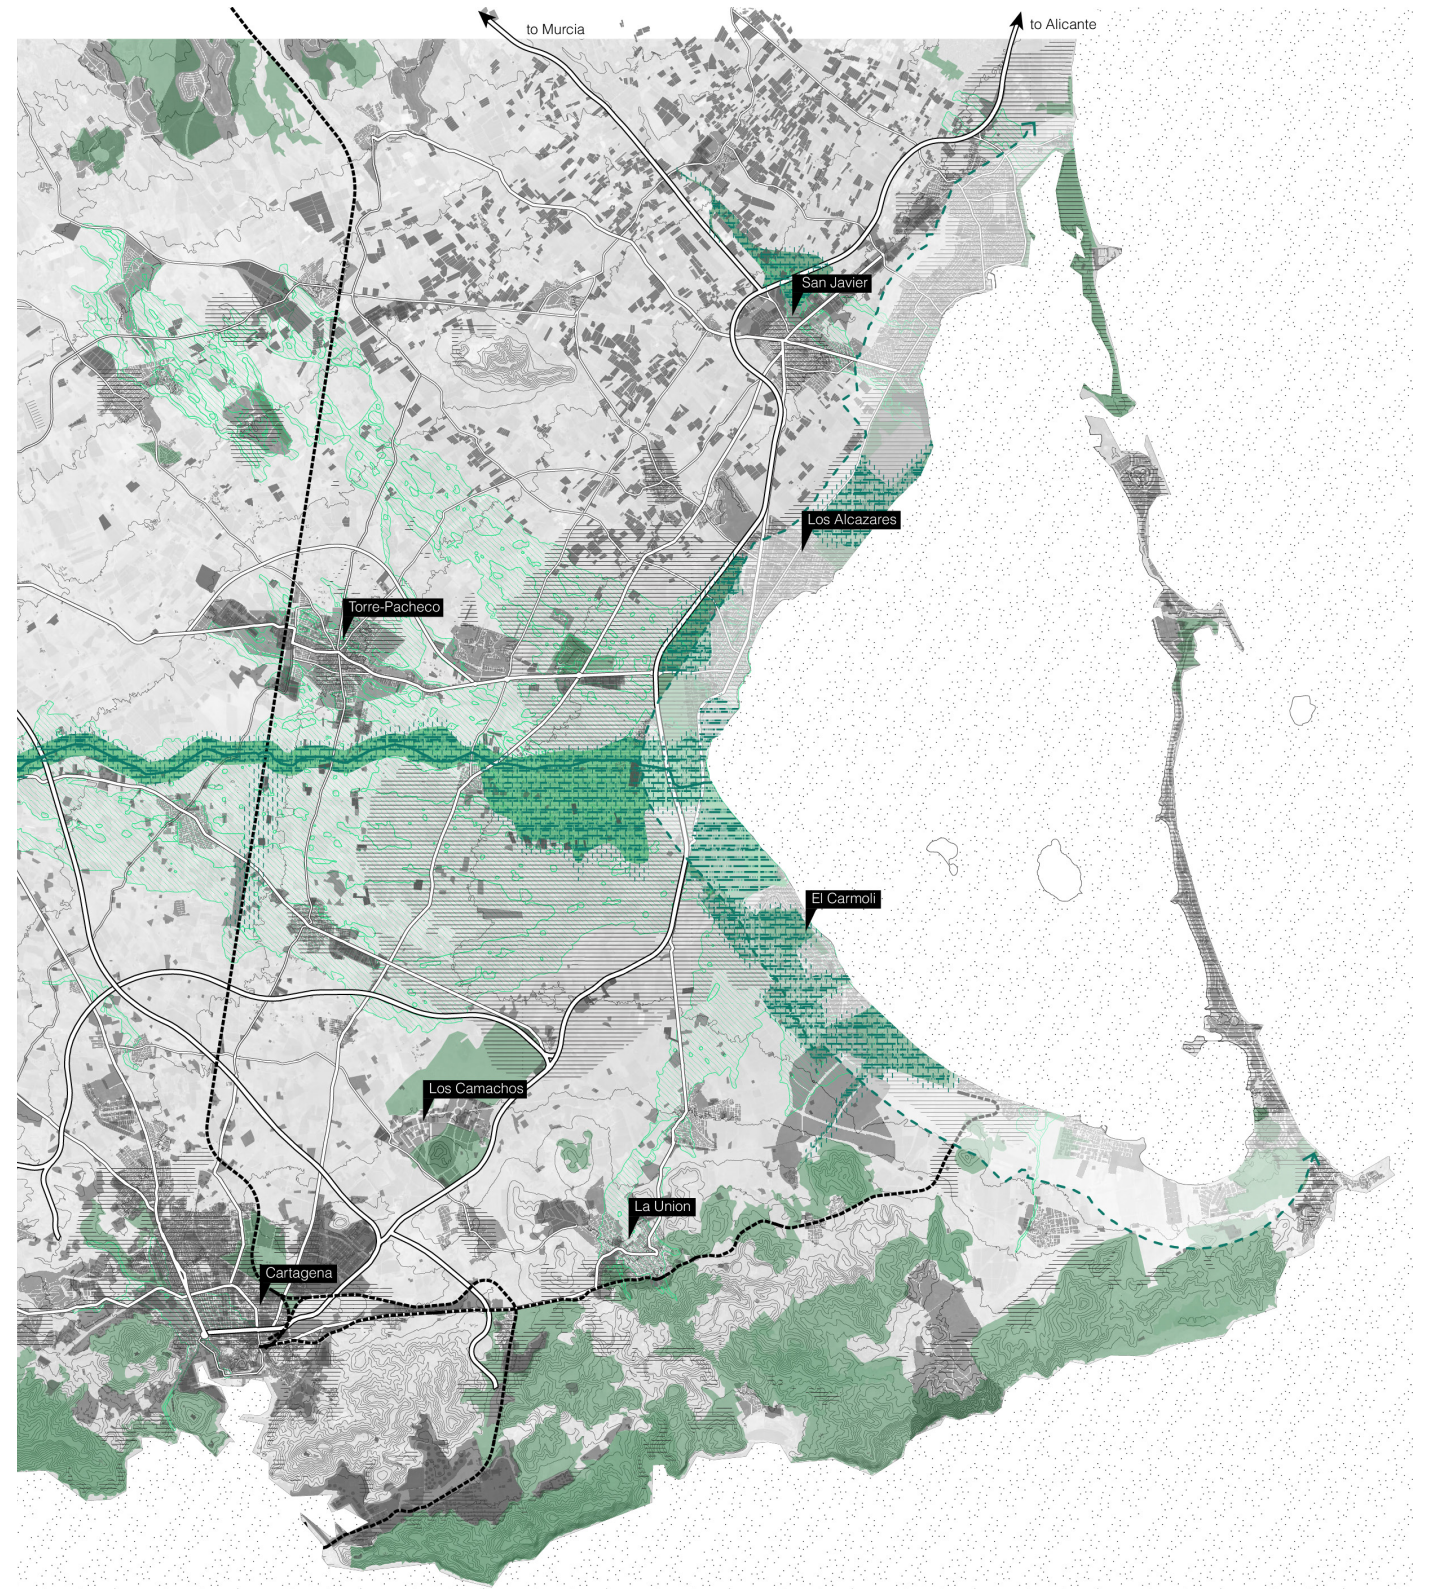 to Murcia
to Alicante
San Javier
Los Alcazares
Torre-Pacheco
El Carmoli
Los Camachos
La Union
Cartagena